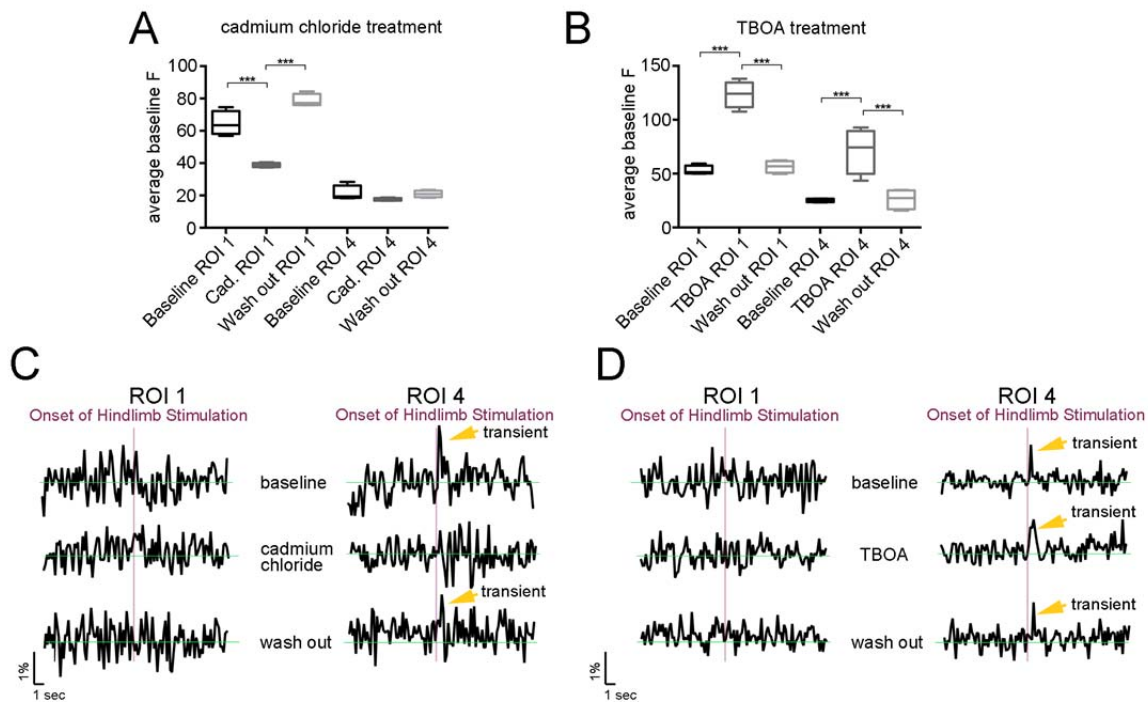 A
cadmium chloride treatment
average baseline F
100
80
60
40
20
0
***
***
Baseline ROI 1
Cad. ROI 1
Wash out ROI 1
Baseline ROI 4
Cad. ROI 4
Wash out ROI 4
B
TBOA treatment
average baseline F
150
100
50
0
***
***
***
***
Baseline ROI 1
TBOA ROI 1
Wash out ROI 1
Baseline ROI 4
TBOA ROI 4
Wash out ROI 4
C
ROI 1
Onset of Hindlimb Stimulation
ROI 4
Onset of Hindlimb Stimulation
transient
baseline
cadmium
chloride
transient
wash out
1%
1 sec
D
ROI 1
Onset of Hindlimb Stimulation
ROI 4
Onset of Hindlimb Stimulation
transient
baseline
transient
TBOA
transient
wash out
1%
1 sec